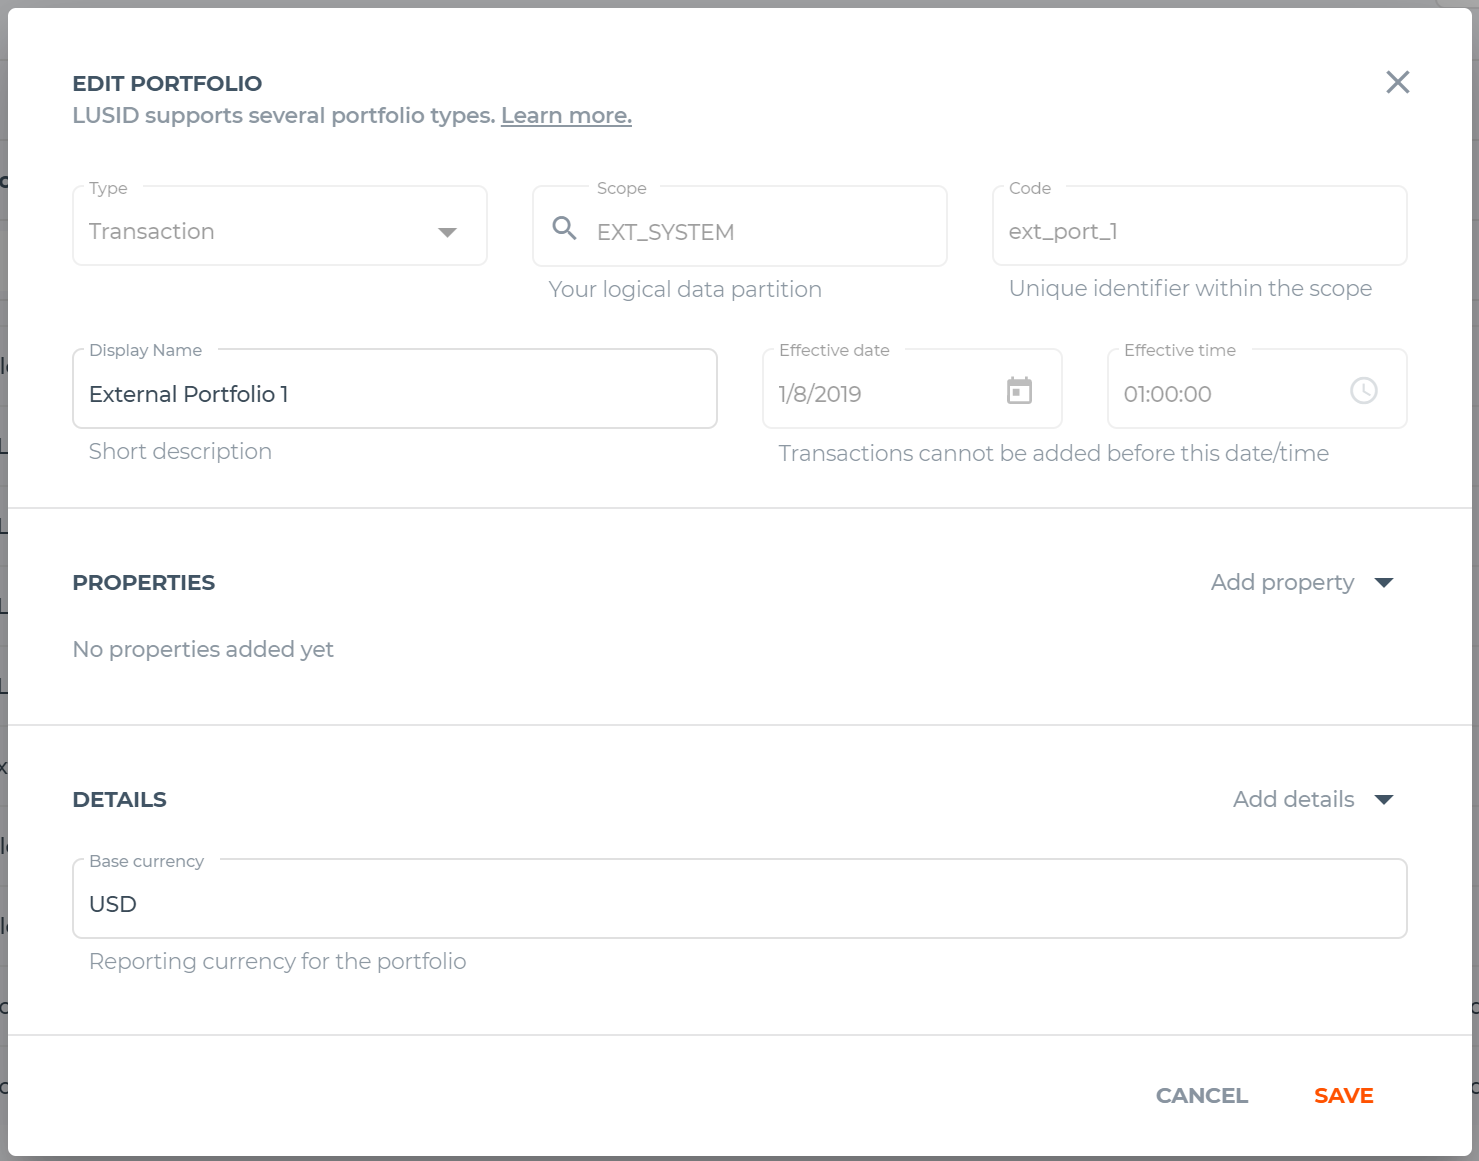 EDIT PORTFOLIO
LUSID supports several portfolio types. Learn more.
Type
Transaction
Scope
EXT_SYSTEM
Your logical data partition
Code
ext_port_1
Unique identifier within the scope
Display Name
External Portfolio 1
Short description
Effective date
1/8/2019
Effective time
01:00:00
Transactions cannot be added before this date/time
PROPERTIES
Add property
No properties added yet
DETAILS
Add details
Base currency
USD
Reporting currency for the portfolio
CANCEL
SAVE